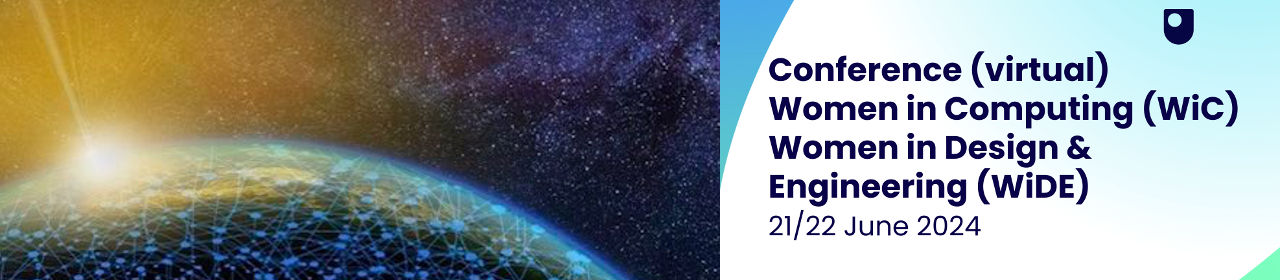 Conference (virtual)
Women in Computing (WiC)
Women in Design &
Engineering (WiDE)
21/22 June 2024